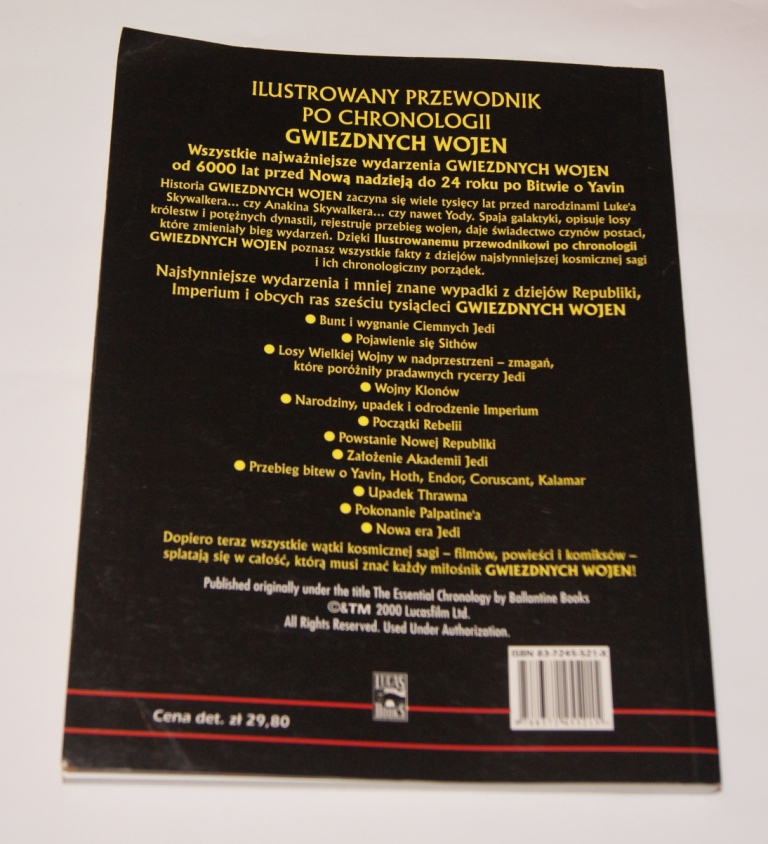 ILUSTROWANY PRZEWODNIK
PO CHRONOLOGII
GWIEZDNYCH WOJEN
Wszystkie najważniejsze wydarzenia GWIEZDNYCH WOJEN
od 6000 lat przed Nową nadzieją do 24 roku po Bitwie o Yavin
Historia GWIEZDNYCH WOJEN zaczyna się wiele tysięcy lat przed narodzinami Luke'a
Skywalkera... czy Anakina Skywalkera... czy nawet Yody. Spaja galaktyki, opisuje losy
królestw i potężnych dynastii, rejestruje przebieg wojen, daje świadectwo czynów postaci,
które zmieniały bieg wydarzeń. Dzięki Ilustrowanemu przewodnikowi po chronologii
GWIEZDNYCH WOJEN poznasz wszystkie fakty z dziejów najsłynniejszej kosmicznej sagi
i ich chronologiczny porządek.
Najsłynniejsze wydarzenia i mniej znane wypadki z dziejów Republiki,
Imperium i obcych ras sześciu tysiącleci GWIEZDNYCH WOJEN
● Bunt i wygnanie Ciemnych Jedi
● Pojawienie się Sithów
● Losy Wielkiej Wojny w nadprzestrzeni – zmagań,
które poróżniły pradawnych rycerzy Jedi
● Wojny Klonów
● Narodziny, upadek i odrodzenie Imperium
● Początki Rebelii
● Powstanie Nowej Republiki
● Założenie Akademii Jedi
● Przebieg bitew o Yavin, Hoth, Endor, Coruscant, Kalamar
● Upadek Thrawna
● Pokonanie Palpatine'a
● Nowa era Jedi
Dopiero teraz wszystkie wątki kosmicznej sagi – filmów, powieści i komiksów –
splatają się w całość, którą musi znać każdy miłośnik GWIEZDNYCH WOJEN!
Published originally under the title The Essential Chronology by Ballantine Books
©&TM 2000 Lucasfilm Ltd.
All Rights Reserved. Used Under Authorization.
ISBN 83-7245-521-X
LUCAS
BOOKS
Cena det. zł 29,80